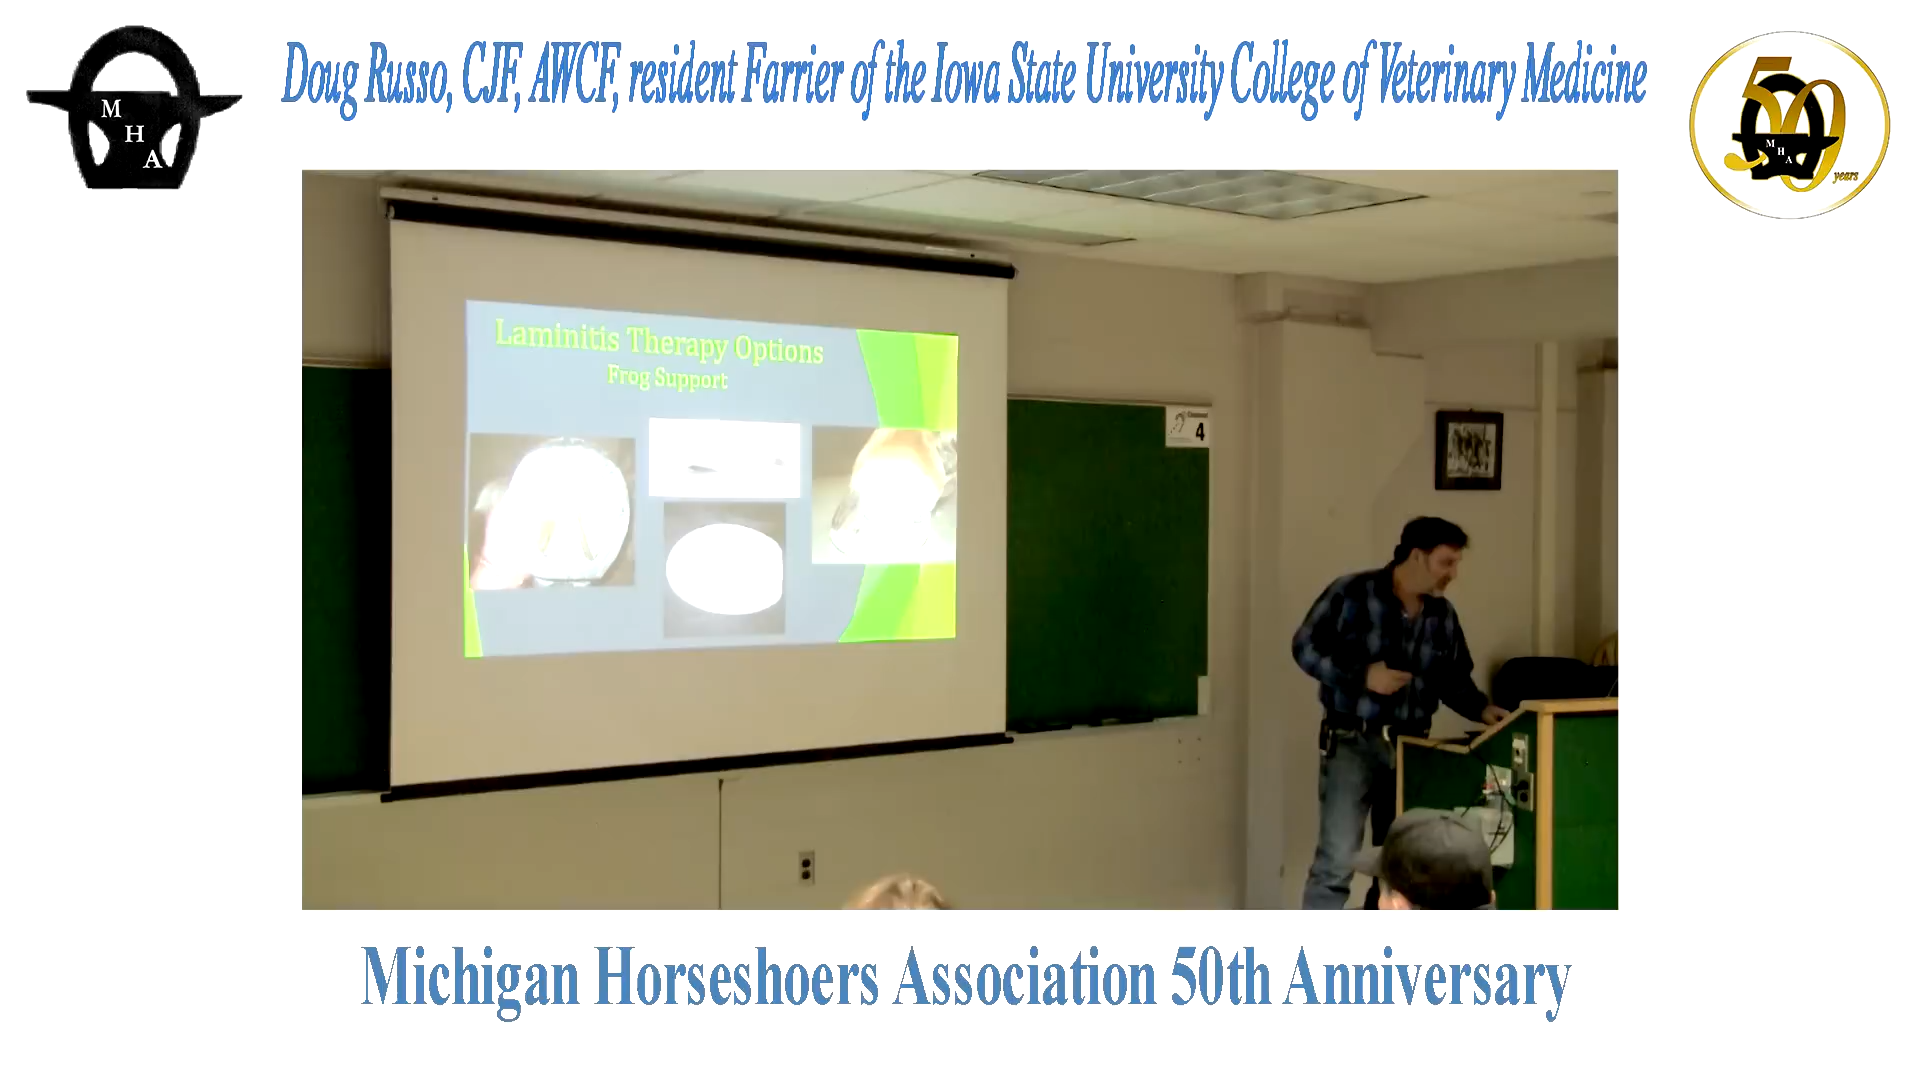 Doug Russo, CJF, AWCF, resident Farrier of the Iowa State University College of Veterinary Medicine
M
H
A
50
M
H
A
years
Laminitis Therapy Options
Frog Support
4
Michigan Horseshoers Association 50th Anniversary